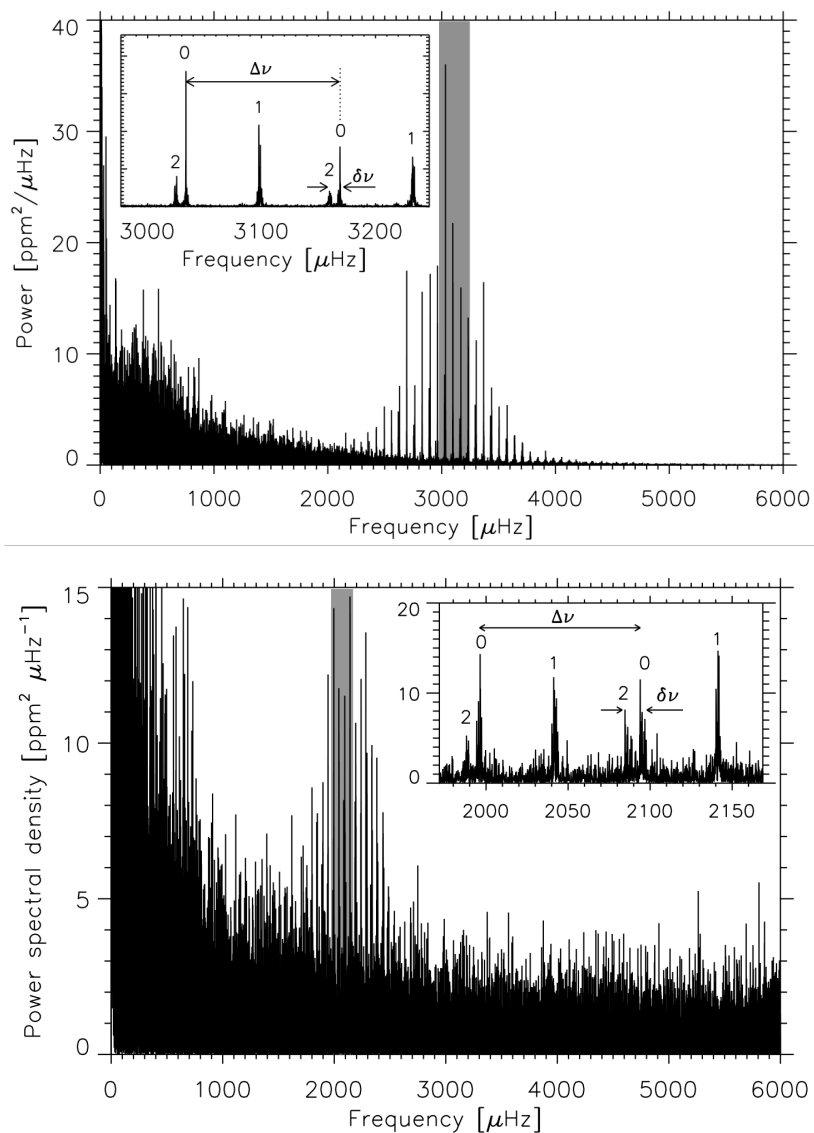 40
30
20
10
0
Power [ppm²/μHz]
0
Δν
1
0
1
2
2
δν
3000 3100 3200
Frequency [μHz]
0 1000 2000 3000 4000 5000 6000
Frequency [μHz]
15
10
5
0
Power spectral density [ppm² μHz⁻¹]
20
10
0
Δν
0
1
0
1
2
2
δν
2000 2050 2100 2150
0 1000 2000 3000 4000 5000 6000
Frequency [μHz]